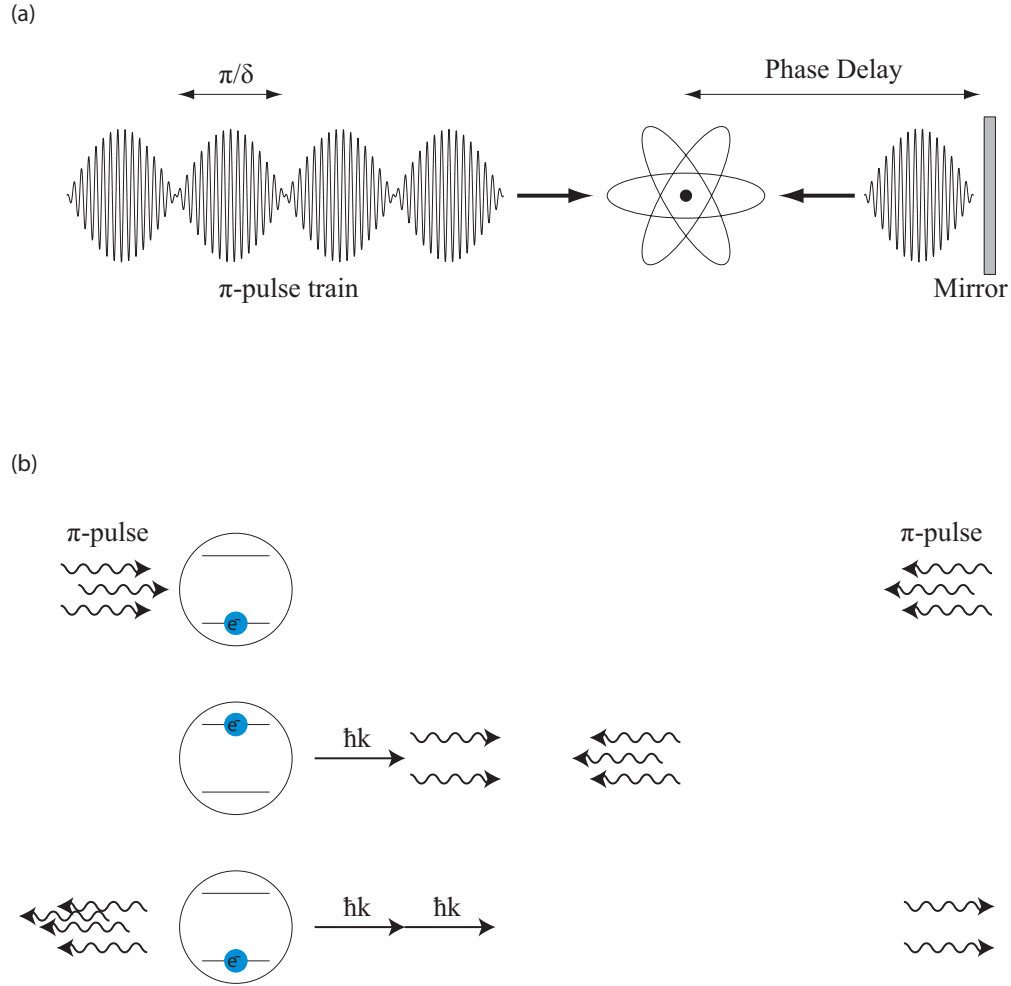 (a)
π/δ
Phase Delay
π-pulse train
Mirror
(b)
π-pulse
π-pulse
e⁻
e⁻
ħk
e⁻
ħk
ħk